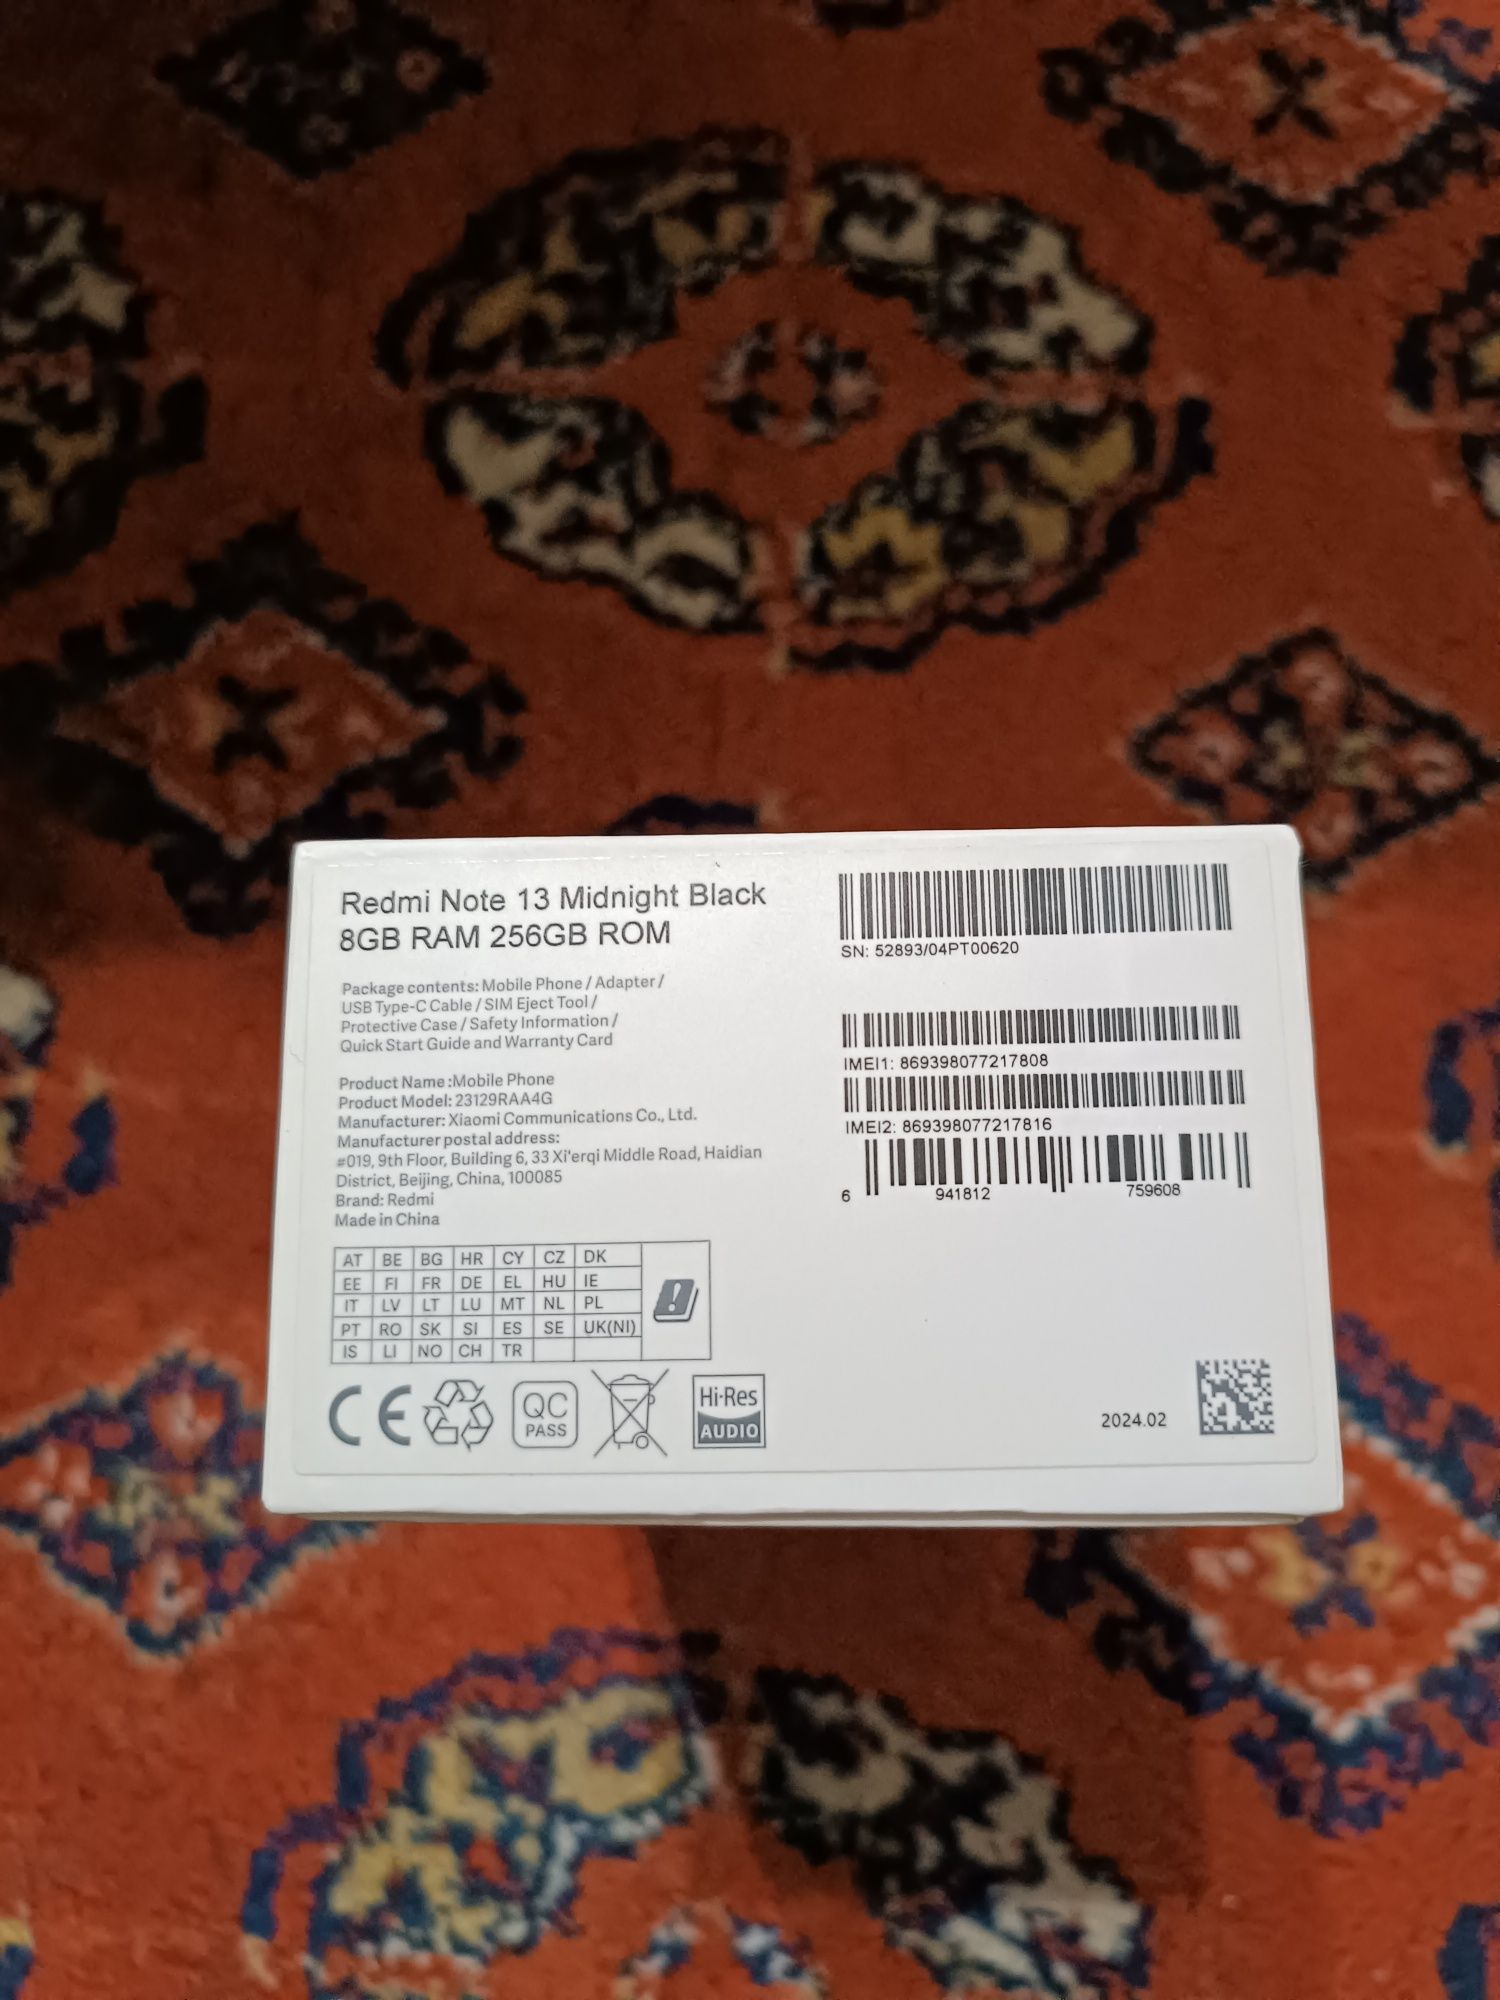 Redmi Note 13 Midnight Black
8GB RAM 256GB ROM
Package contents: Mobile Phone / Adapter /
USB Type-C Cable / SIM Eject Tool /
Protective Case / Safety Information /
Quick Start Guide and Warranty Card
Product Name :Mobile Phone
Product Model: 23129RAA4G
Manufacturer: Xiaomi Communications Co., Ltd.
Manufacturer postal address:
#019, 9th Floor, Building 6, 33 Xi'erqi Middle Road, Haidian
District, Beijing, China, 100085
Brand: Redmi
Made in China
AT BE BG HR CY CZ DK
EE FI FR DE EL HU IE
IT LV LT LU MT NL PL
PT RO SK SI ES SE UK(NI)
IS LI NO CH TR
CE
QC
PASS
Hi-Res
AUDIO
SN: 52893/04PT00620
IMEI1: 869398077217808
IMEI2: 869398077217816
6 941812 759608
2024.02